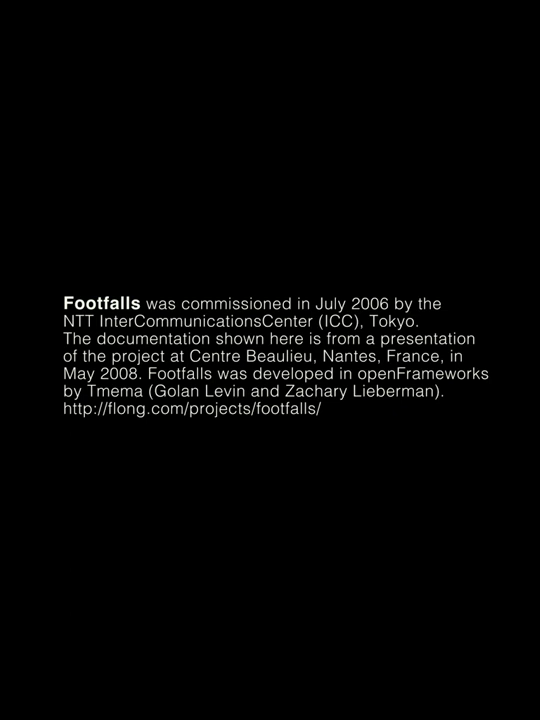 Footfalls was commissioned in July 2006 by the
NTT InterCommunicationsCenter (ICC), Tokyo.
The documentation shown here is from a presentation
of the project at Centre Beaulieu, Nantes, France, in
May 2008. Footfalls was developed in openFrameworks
by Tmema (Golan Levin and Zachary Lieberman).
http://flong.com/projects/footfalls/